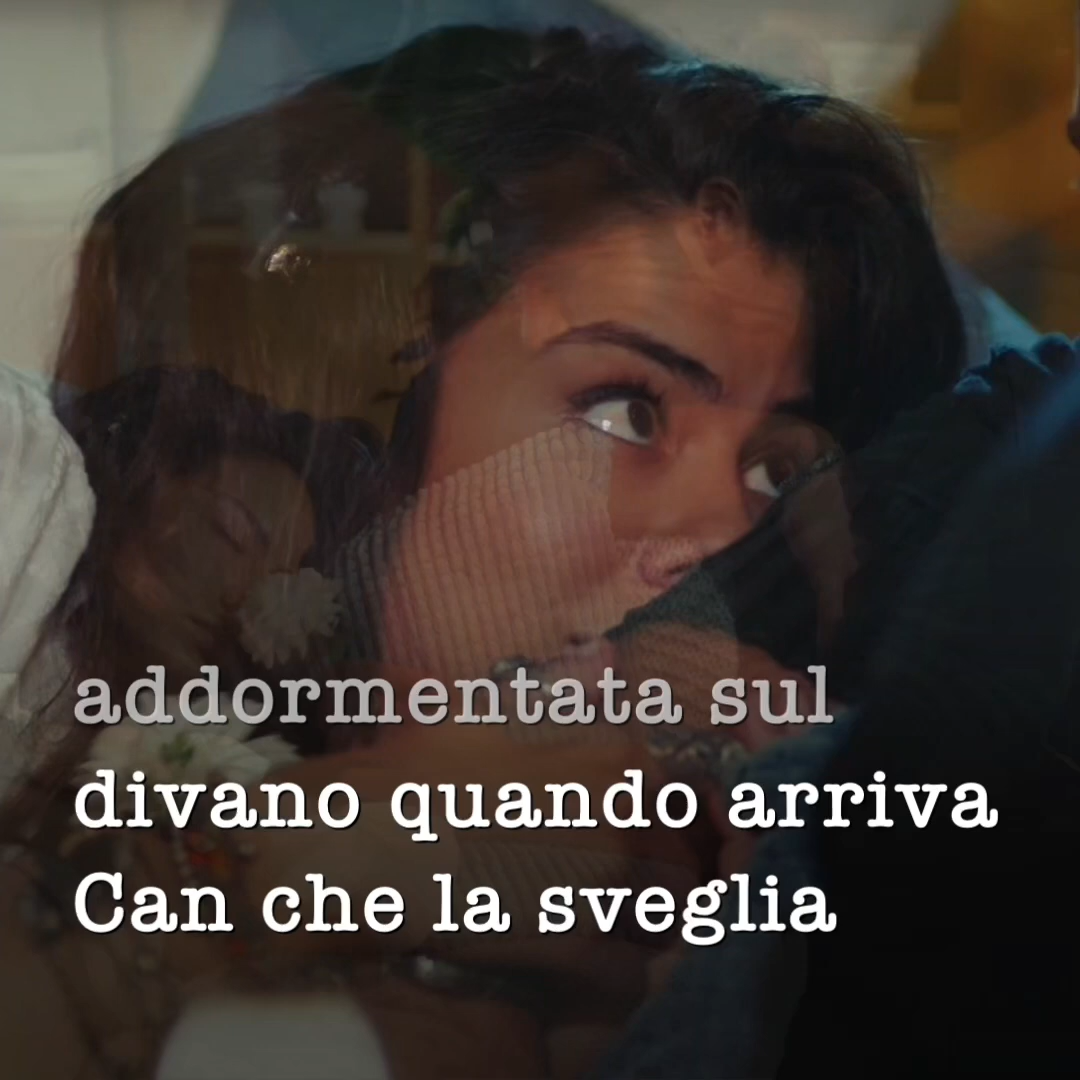 addormentata sul
divano quando arriva
Can che la sveglia